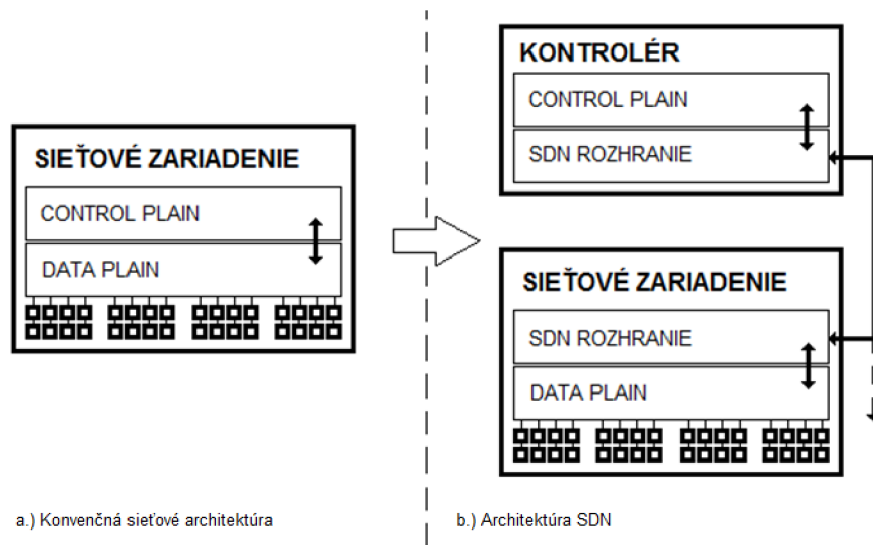 SIEŤOVÉ ZARIADENIE
CONTROL PLAIN
DATA PLAIN
a.) Konvenčná sieťové architektúra
KONTROLÉR
CONTROL PLAIN
SDN ROZHRANIE
SIEŤOVÉ ZARIADENIE
SDN ROZHRANIE
DATA PLAIN
b.) Architektúra SDN